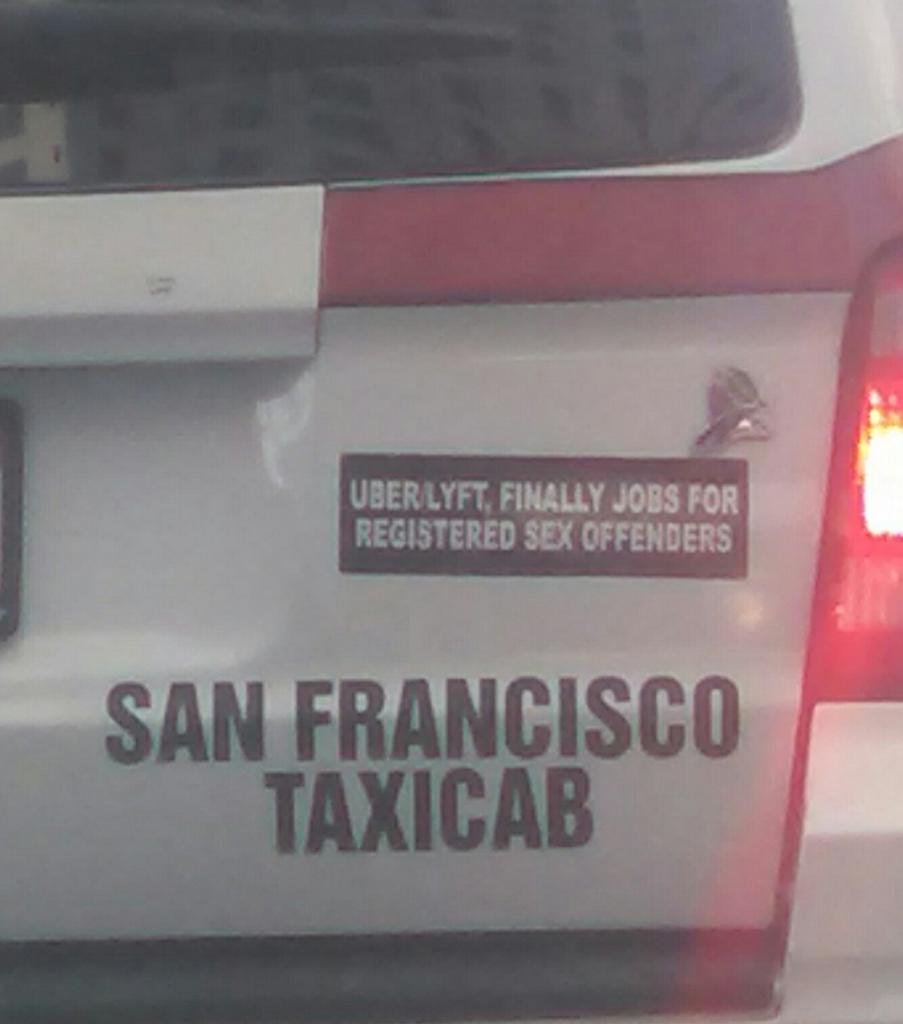 UBER/LYFT, FINALLY JOBS FOR
REGISTERED SEX OFFENDERS
SAN FRANCISCO
TAXICAB